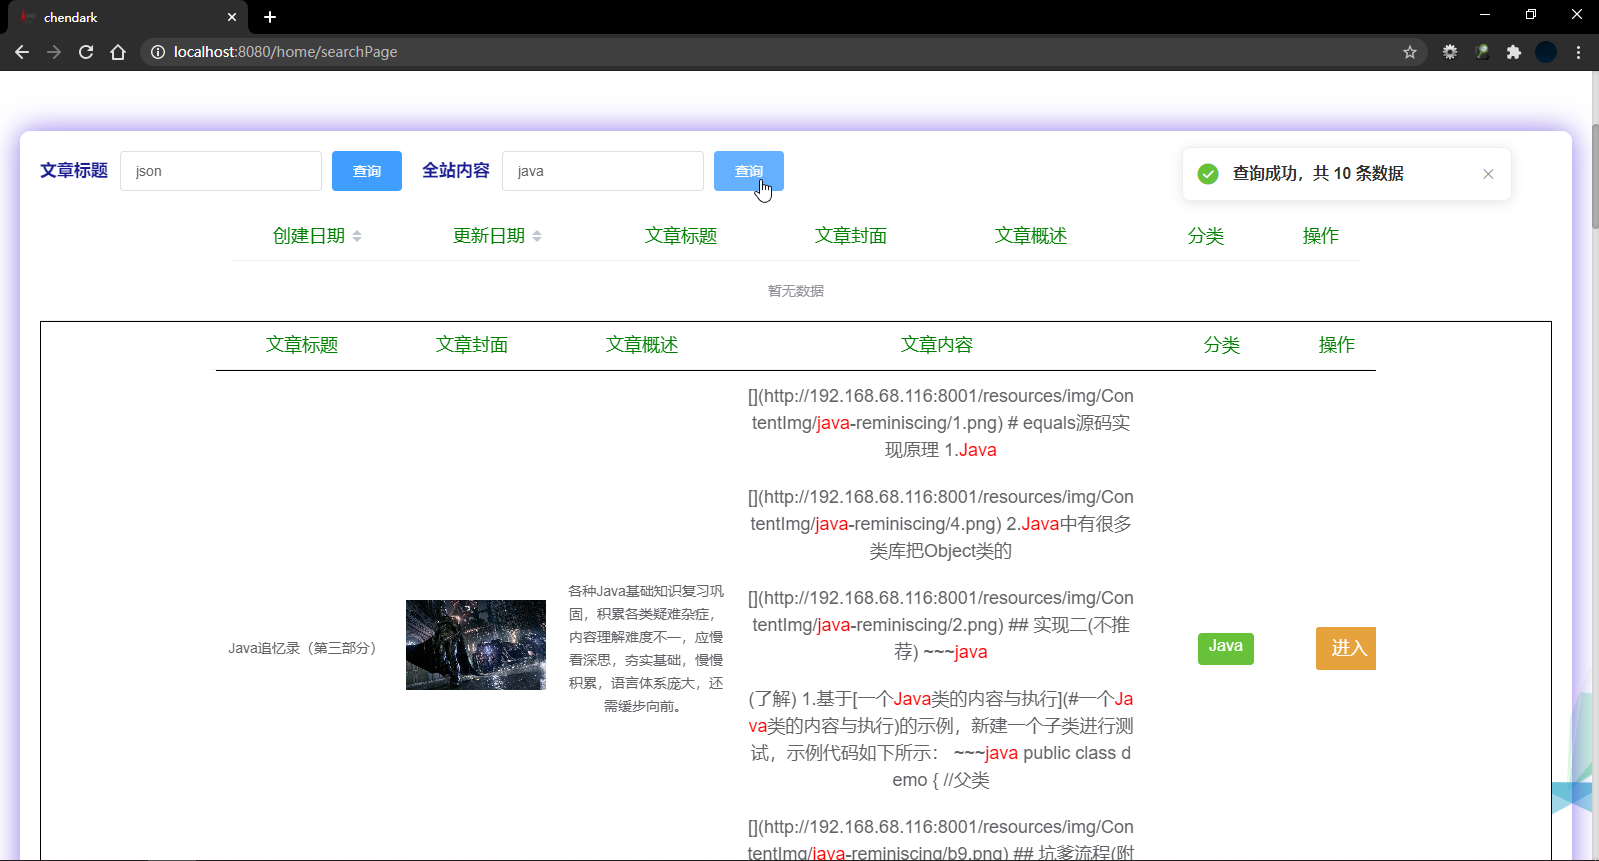 chendark
localhost:8080/home/searchPage
文章标题 json 查询 全站内容 java 查询
查询成功，共 10 条数据
创建日期 更新日期 文章标题 文章封面 文章概述 分类 操作
暂无数据
文章标题 文章封面 文章概述 文章内容 分类 操作
Java追忆录（第三部分）
各种Java基础知识复习巩
固，积累各类疑难杂症，
内容理解难度不一，应慢
看深思，夯实基础，慢慢
积累，语言体系庞大，还
需缓步向前。
[](http://192.168.68.116:8001/resources/img/Con
tentImg/java-reminiscing/1.png) # equals源码实
现原理 1.Java
[](http://192.168.68.116:8001/resources/img/Con
tentImg/java-reminiscing/4.png) 2.Java中有很多
类库把Object类的
[](http://192.168.68.116:8001/resources/img/Con
tentImg/java-reminiscing/2.png) ## 实现二(不推
荐) ~~~java
(了解) 1.基于[一个Java类的内容与执行](#一个Ja
va类的内容与执行)的示例，新建一个子类进行测
试，示例代码如下所示： ~~~java public class d
emo { //父类
[](http://192.168.68.116:8001/resources/img/Con
tentImg/java-reminiscing/b9.png) ## 坑爹流程(附
Java
进入